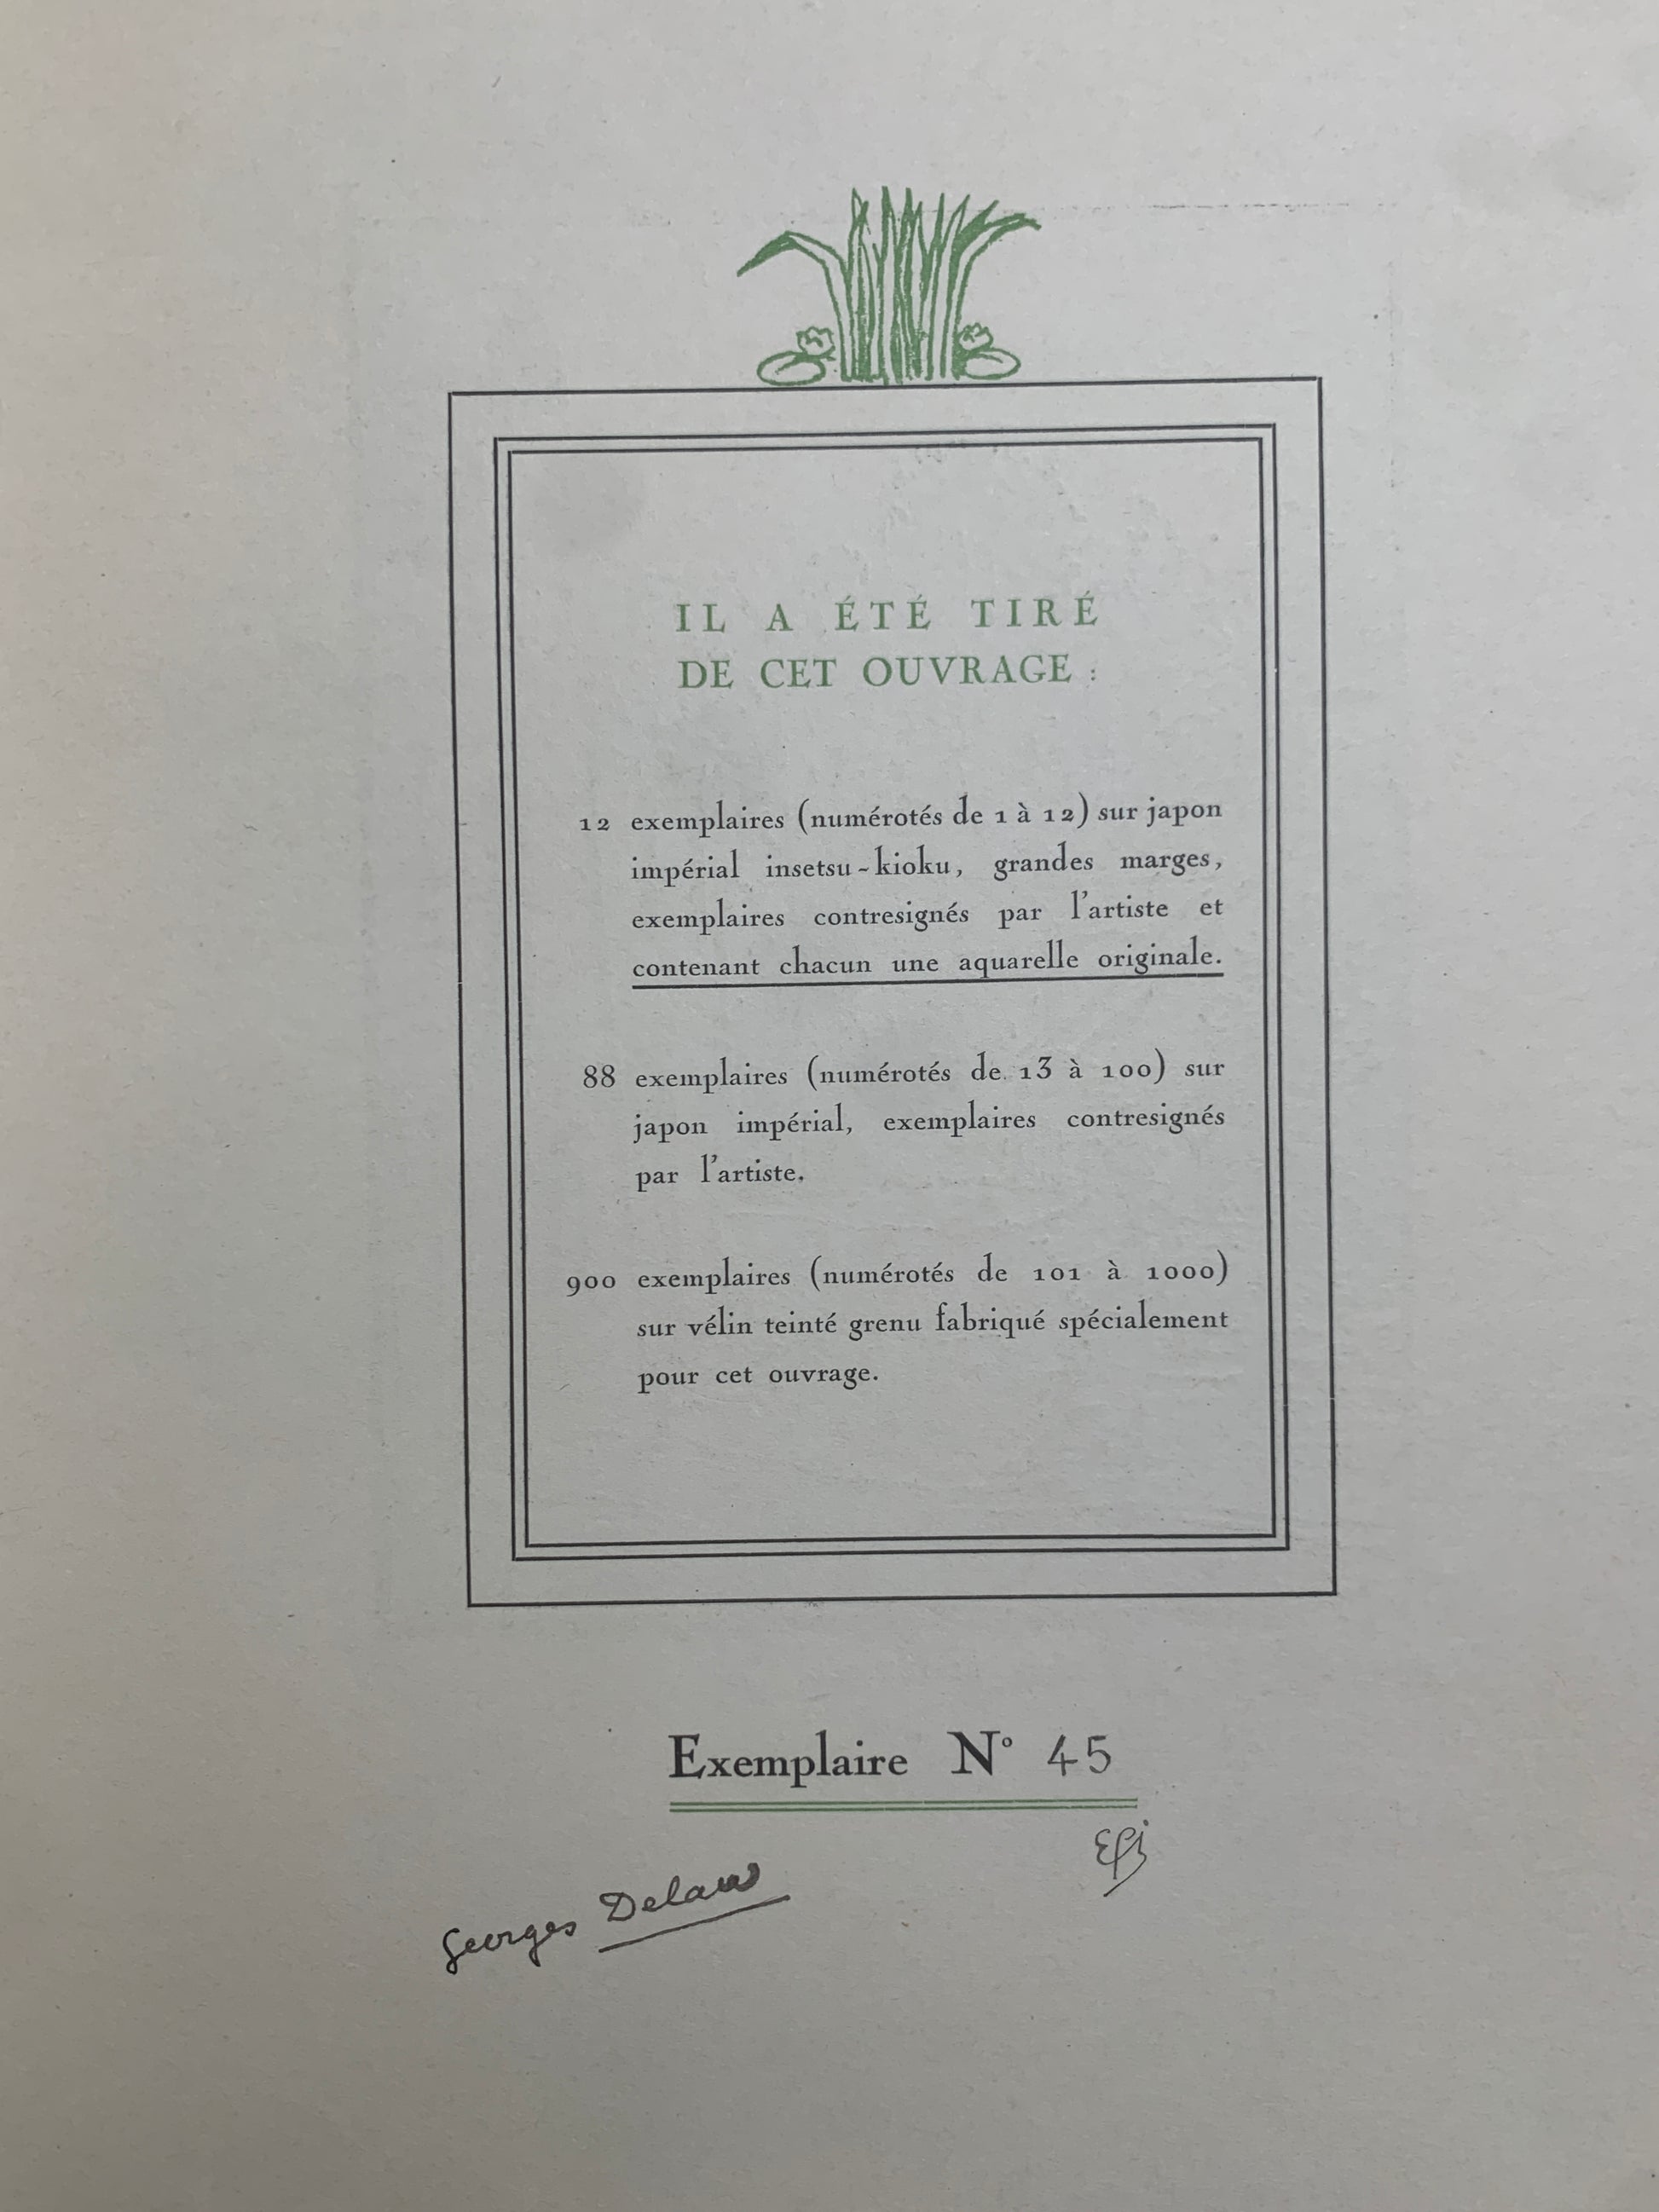 IL A ÉTÉ TIRÉ
DE CET OUVRAGE :
12 exemplaires (numérotés de 1 à 12) sur japon
impérial insetsu-kioku, grandes marges,
exemplaires contresignés par l'artiste et
contenant chacun une aquarelle originale.
88 exemplaires (numérotés de 13 à 100) sur
japon impérial, exemplaires contresignés
par l'artiste.
900 exemplaires (numérotés de 101 à 1000)
sur vélin teinté grenu fabriqué spécialement
pour cet ouvrage.
Exemplaire N° 45
Georges Delaw